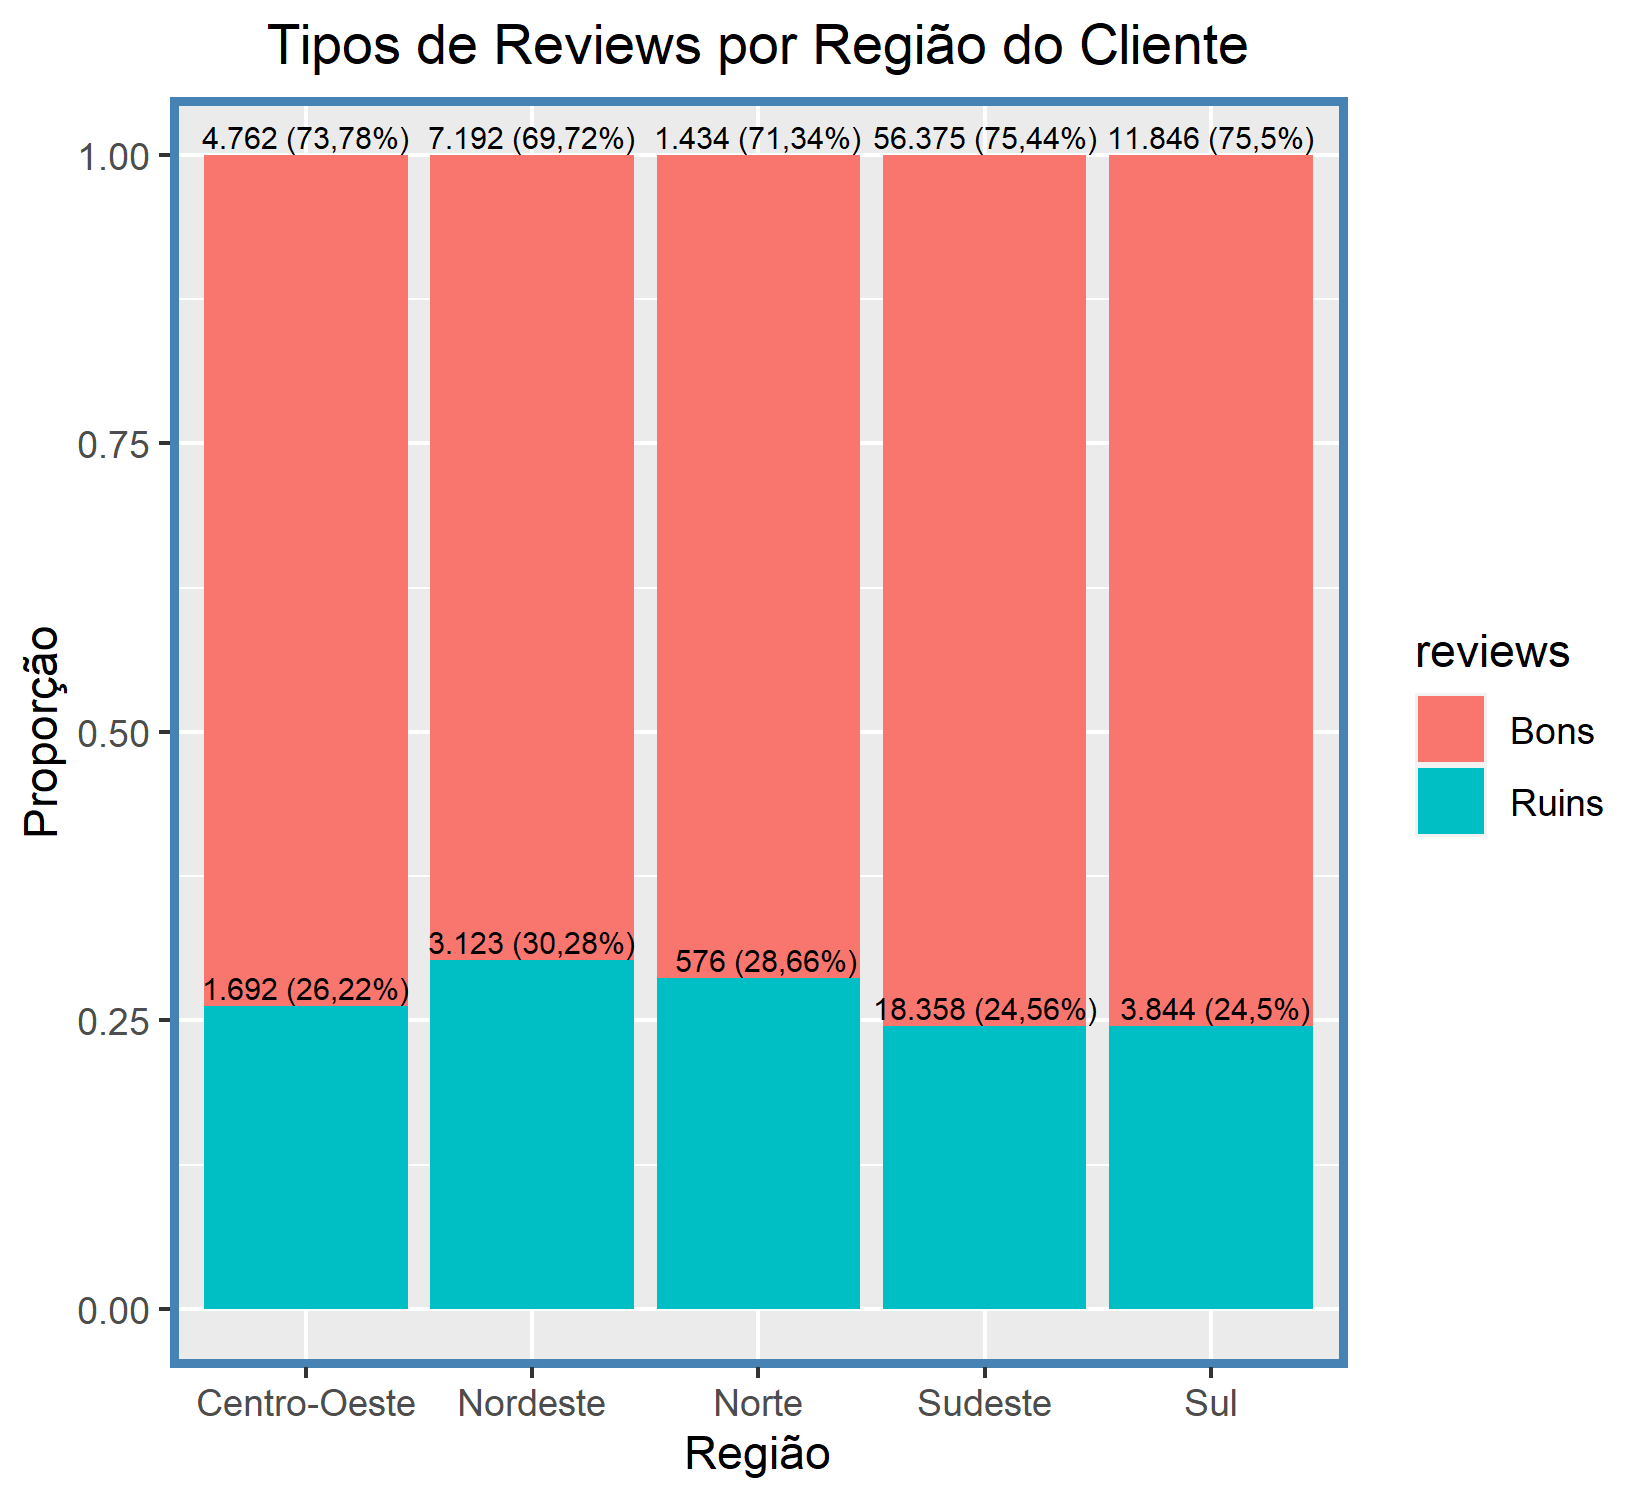 Tipos de Reviews por Região do Cliente
4.762 (73,78%) 7.192 (69,72%) 1.434 (71,34%) 56.375 (75,44%) 11.846 (75,5%)
1.00
0.75
0.50
0.25
0.00
Proporção
3.123 (30,28%)
576 (28,66%)
1.692 (26,22%)
18.358 (24,56%) 3.844 (24,5%)
Centro-Oeste Nordeste Norte Sudeste Sul
Região
reviews
Bons
Ruins